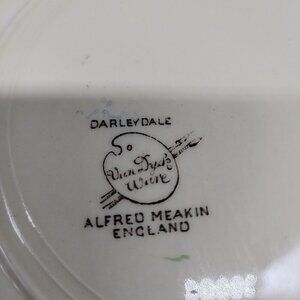 DARLEYDALE
Van Dyck
Ware
ALFRED MEAKIN
ENGLAND